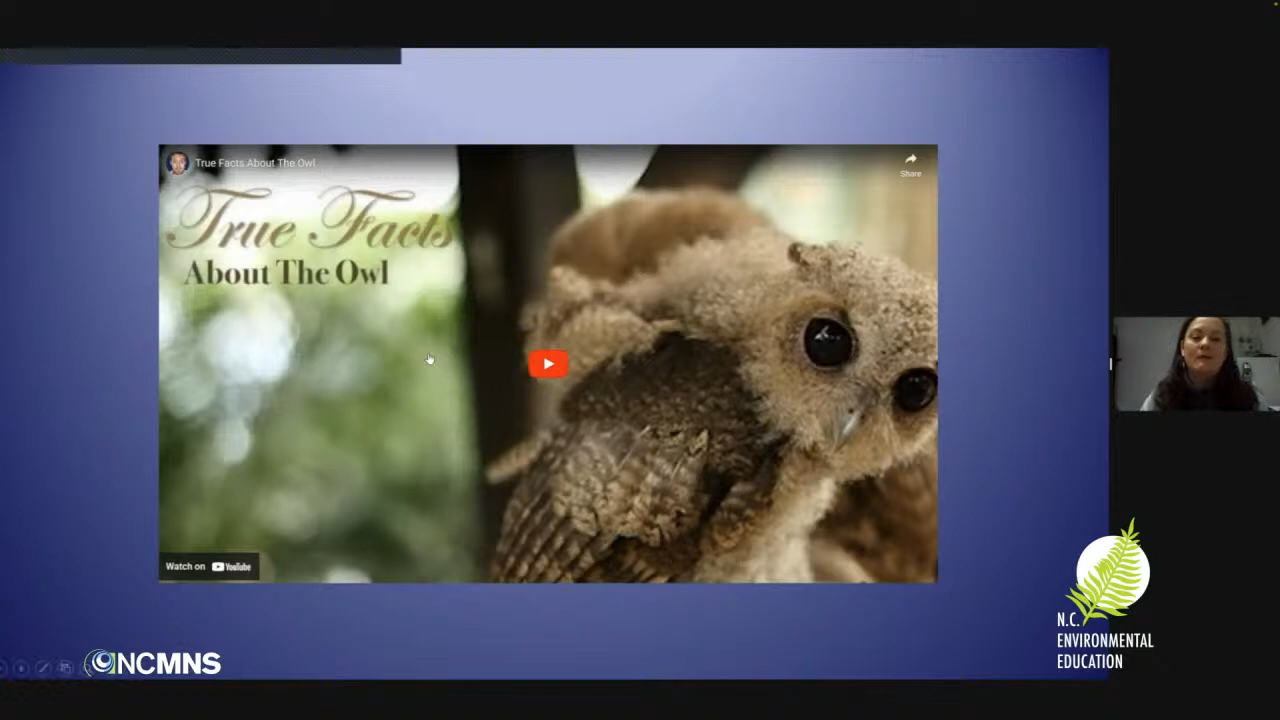 True Facts About The Owl
Share
True Facts
About The Owl
Watch on YouTube
NCMNS
N.C.
ENVIRONMENTAL
EDUCATION